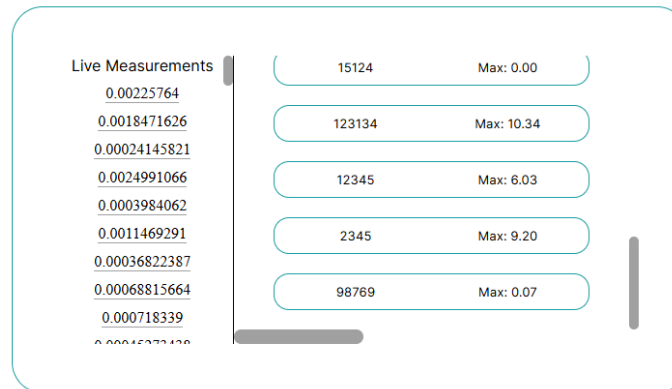 Live Measurements
0.00225764
0.0018471626
0.00024145821
0.0024991066
0.0003984062
0.0011469291
0.00036822387
0.00068815664
0.000718339
15124 Max: 0.00
123134 Max: 10.34
12345 Max: 6.03
2345 Max: 9.20
98769 Max: 0.07